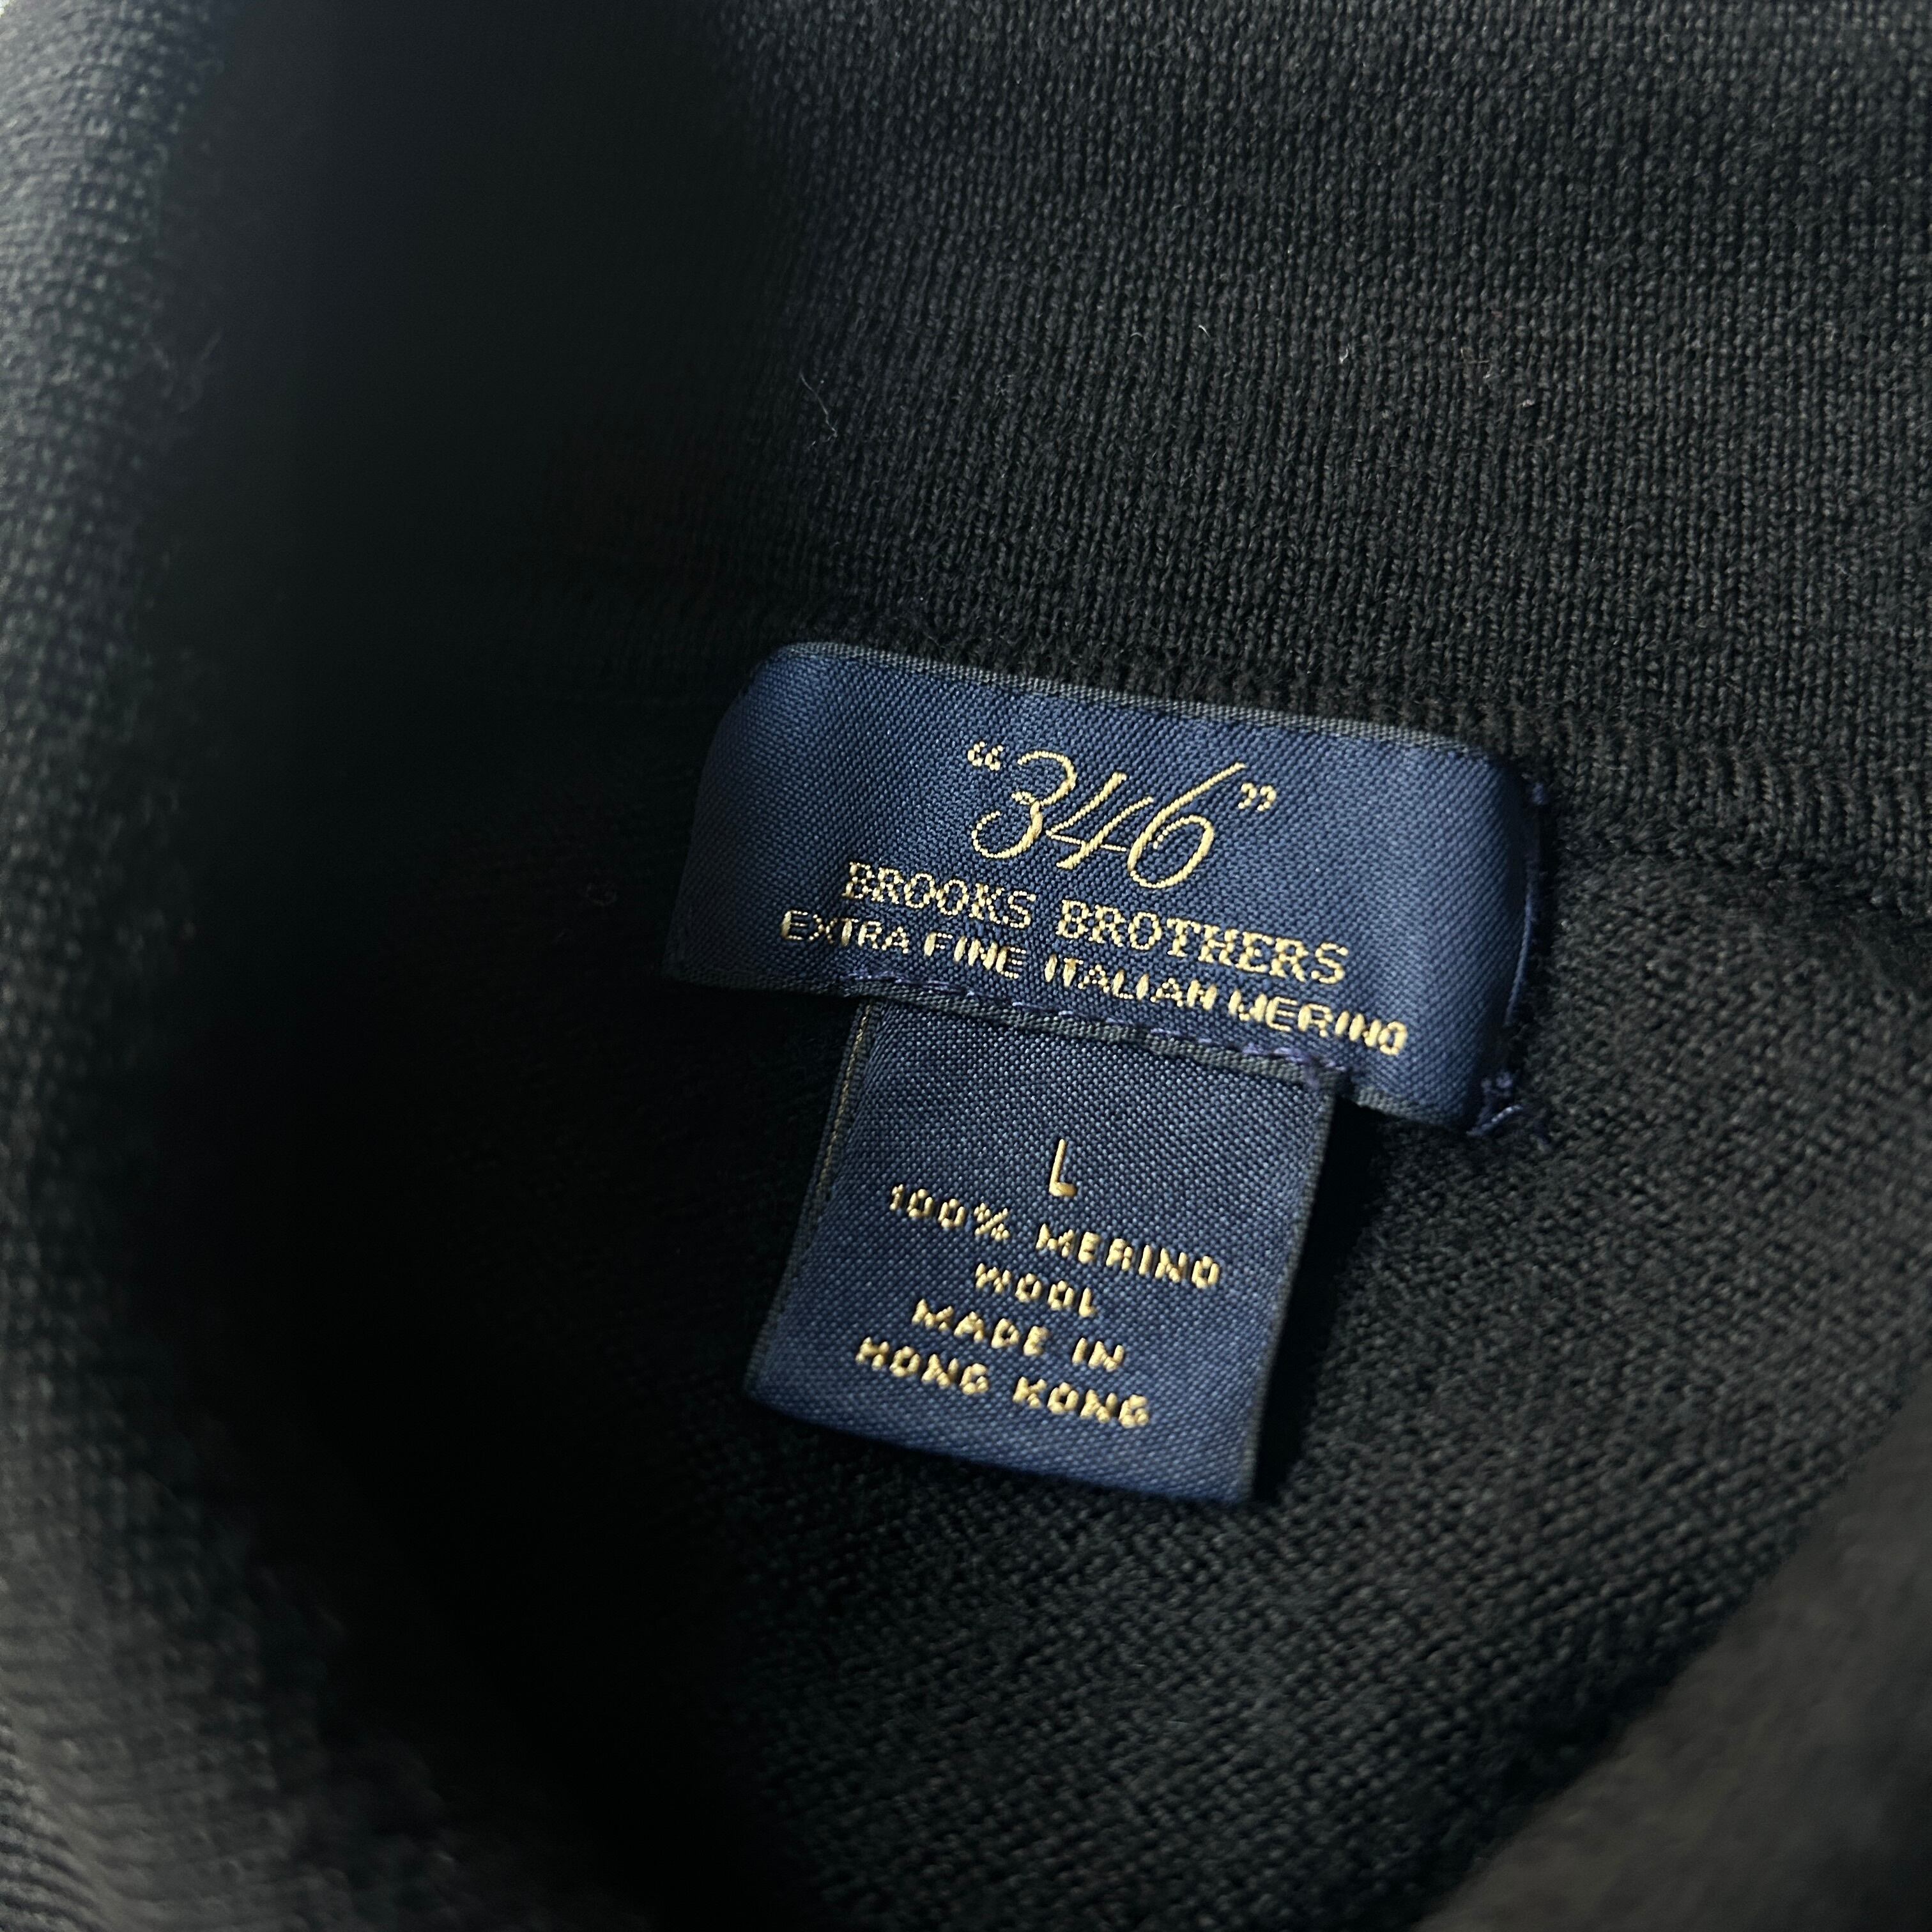 “346”
BROOKS BROTHERS
EXTRA FINE ITALIAN MERINO
L
100% MERINO
WOOL
MADE IN
HONG KONG